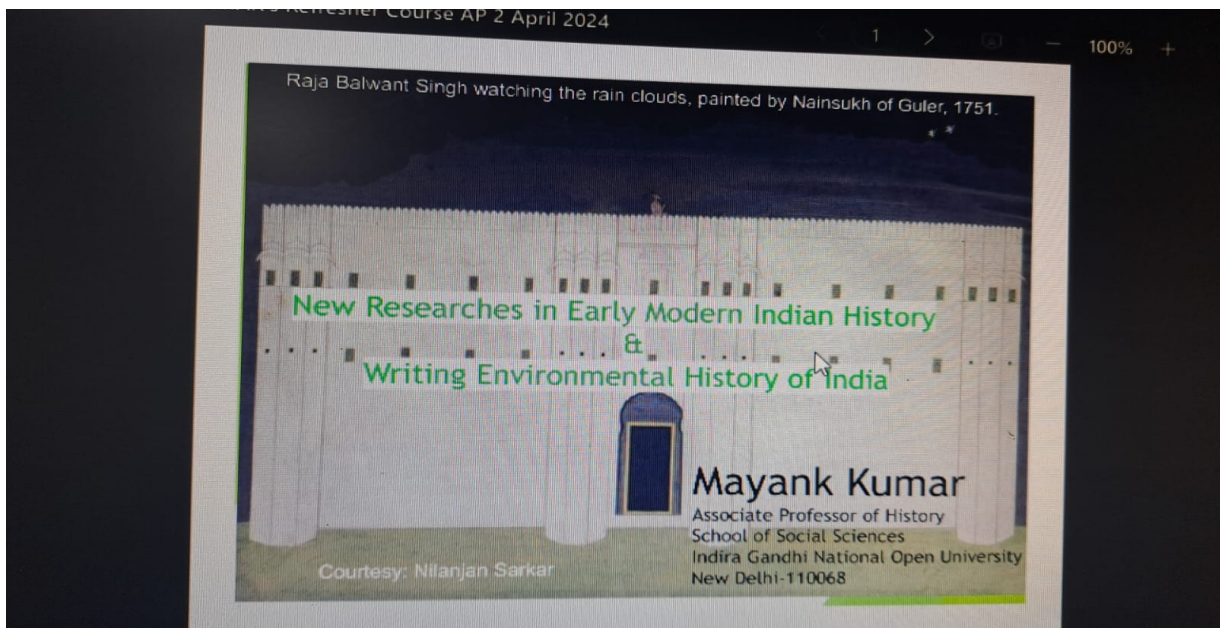 Refresher Course AP 2 April 2024
1
100%
Raja Balwant Singh watching the rain clouds, painted by Nainsukh of Guler, 1751.
New Researches in Early Modern Indian History
&
Writing Environmental History of India
Mayank Kumar
Associate Professor of History
School of Social Sciences
Indira Gandhi National Open University
New Delhi-110068
Courtesy: Nilanjan Sarkar